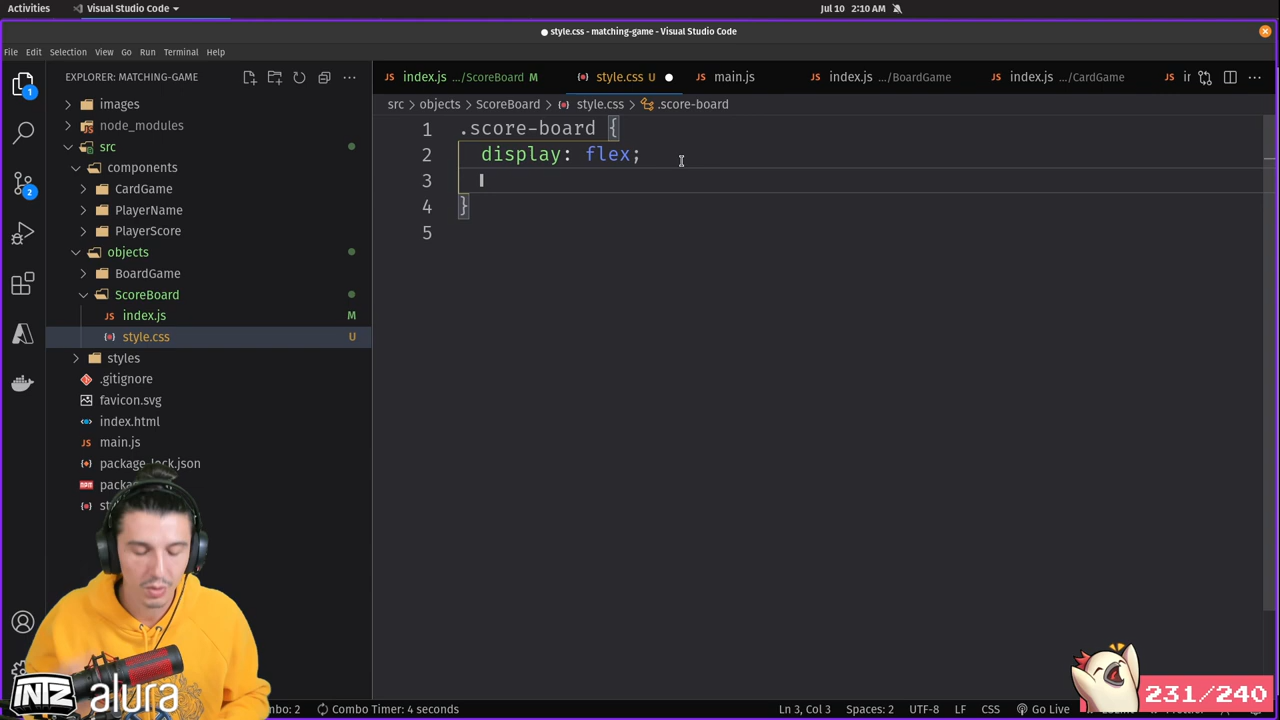 Activities
Visual Studio Code
Jul 10 2:10 AM
● style.css - matching-game - Visual Studio Code
File Edit Selection View Go Run Terminal Help
EXPLORER: MATCHING-GAME
index.js .../ScoreBoard M
style.css U
main.js
index.js .../BoardGame
index.js .../CardGame
src > objects > ScoreBoard > style.css > .score-board
images
node_modules
src
components
CardGame
PlayerName
PlayerScore
objects
BoardGame
ScoreBoard
index.js M
style.css U
styles
.gitignore
favicon.svg
index.html
main.js
package-lock.json
1 .score-board {
2 display: flex;
3
4 }
5
1
2
INTZ alura
231/240
Combo Timer: 4 seconds
Ln 3, Col 3
Spaces: 2
UTF-8
LF
CSS
Go Live